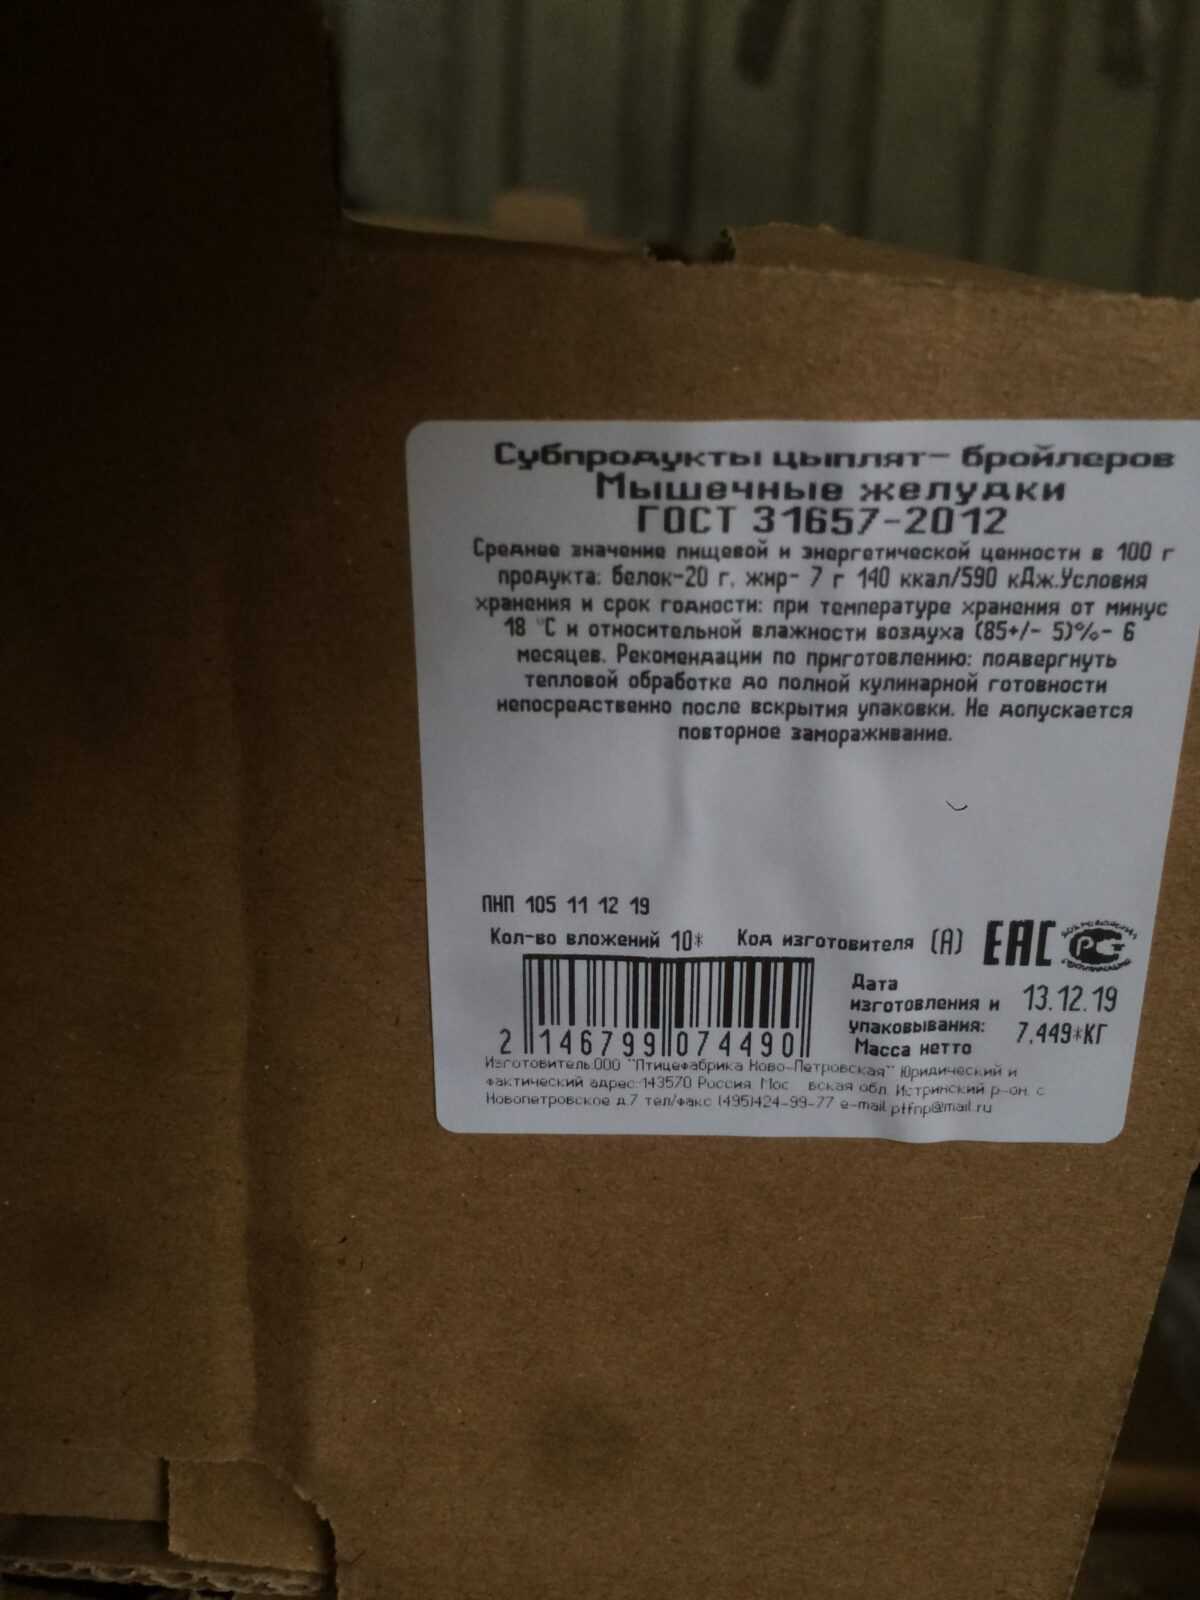 Субпродукты цыплят- бройлеров
Мышечные желудки
ГОСТ 31657-2012
Среднее значение пищевой и энергетической ценности в 100 г
продукта: белок-20 г, жир- 7 г 140 ккал/590 кДж.Условия
хранения и срок годности: при температуре хранения от минус
18 °С и относительной влажности воздуха (85+/- 5)%- 6
месяцев. Рекомендации по приготовлению: подвергнуть
тепловой обработке до полной кулинарной готовности
непосредственно после вскрытия упаковки. Не допускается
повторное замораживание.
ПНП 105 11 12 19
Кол-во вложений 10* Код изготовителя (А) ЕАС
ДОБРОВОЛЬНАЯ РСТ СЕРТИФИКАЦИЯ
Дата
изготовления и 13.12.19
упаковывания:
Масса нетто 7,449*КГ
2 146799 074490
Изготовитель:ООО "Птицефабрика Ново-Петровская" Юридический и
фактический адрес:143570 Россия Мос вская обл. Истринский р-он. с
Новопетровское д.7 тел/факс (495)424-99-77 e-mail ptfnp@mail.ru